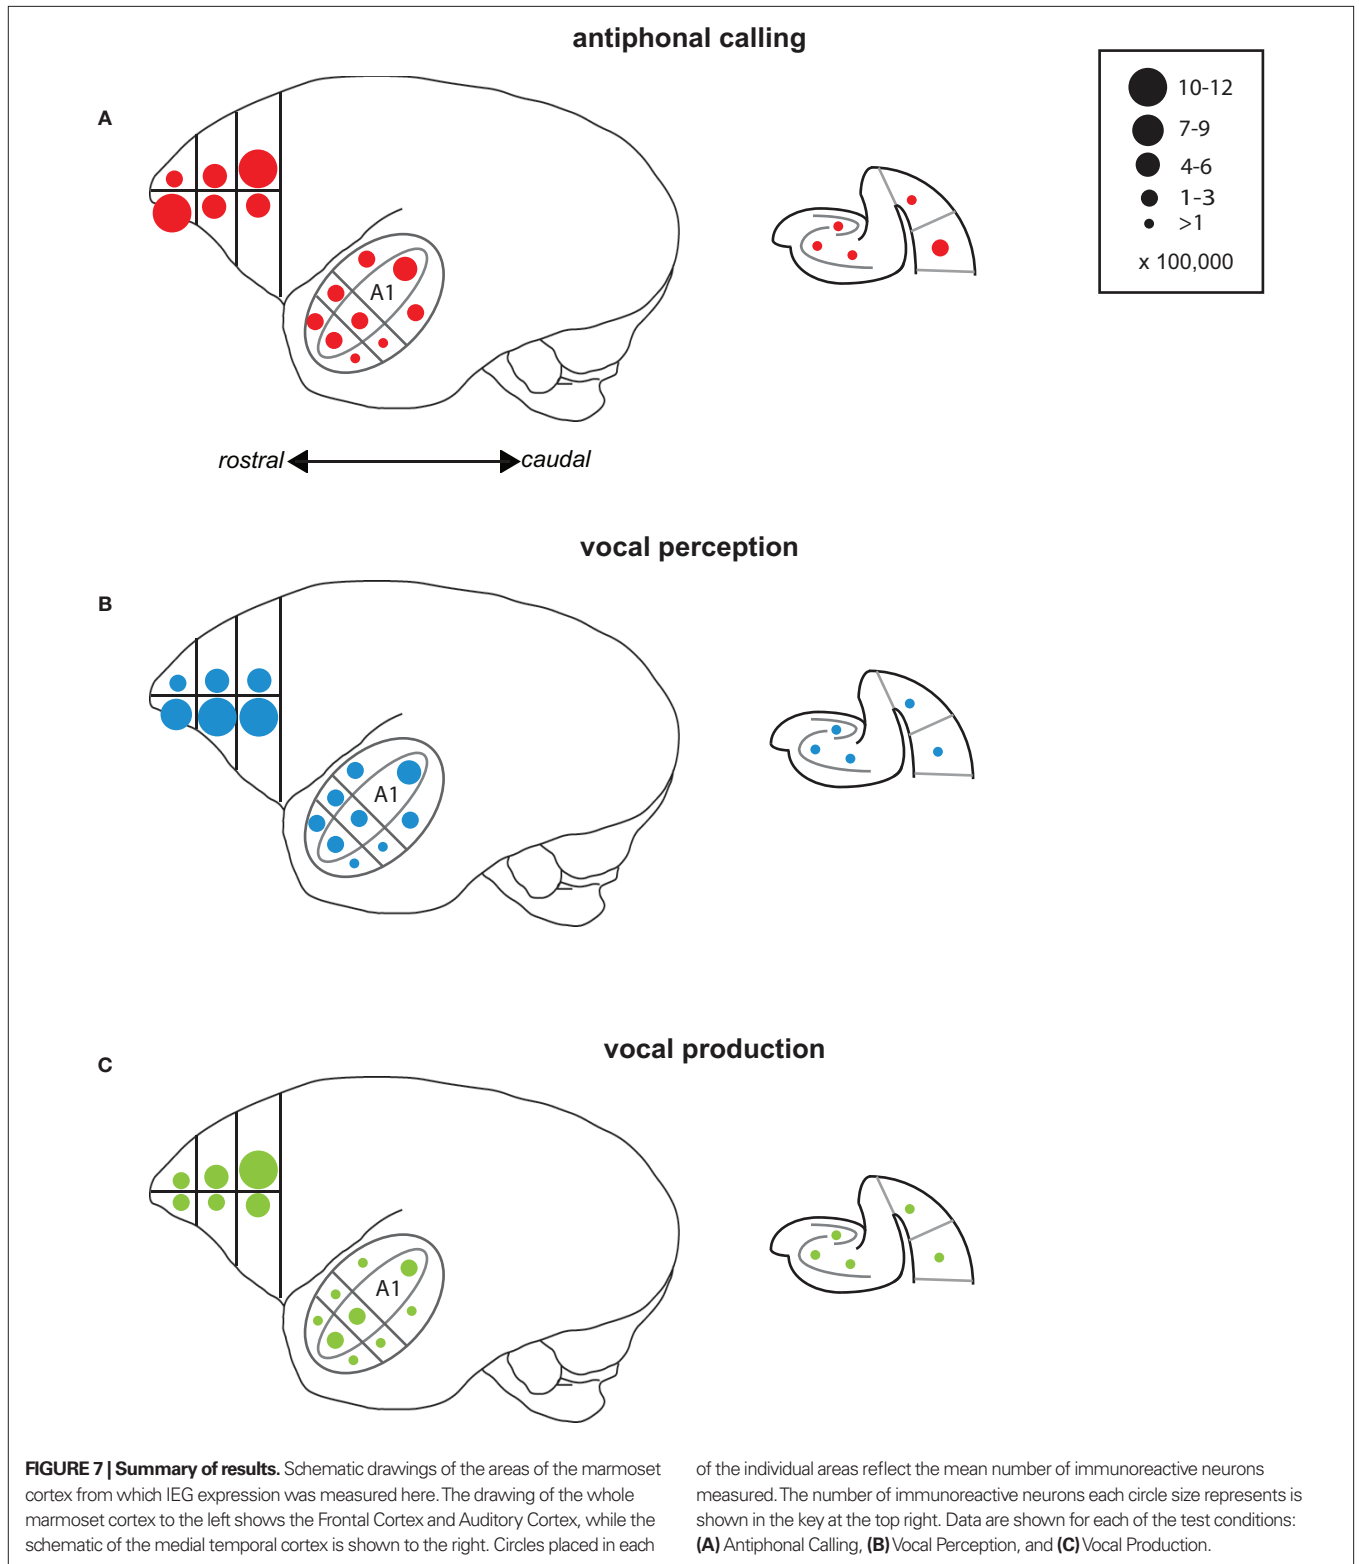 antiphonal calling
A
10-12
7-9
4-6
1-3
>1
x 100,000
A1
rostral
caudal
vocal perception
B
A1
vocal production
C
A1
FIGURE 7 | Summary of results. Schematic drawings of the areas of the marmoset
cortex from which IEG expression was measured here. The drawing of the whole
marmoset cortex to the left shows the Frontal Cortex and Auditory Cortex, while the
schematic of the medial temporal cortex is shown to the right. Circles placed in each
of the individual areas reflect the mean number of immunoreactive neurons
measured. The number of immunoreactive neurons each circle size represents is
shown in the key at the top right. Data are shown for each of the test conditions:
(A) Antiphonal Calling, (B) Vocal Perception, and (C) Vocal Production.